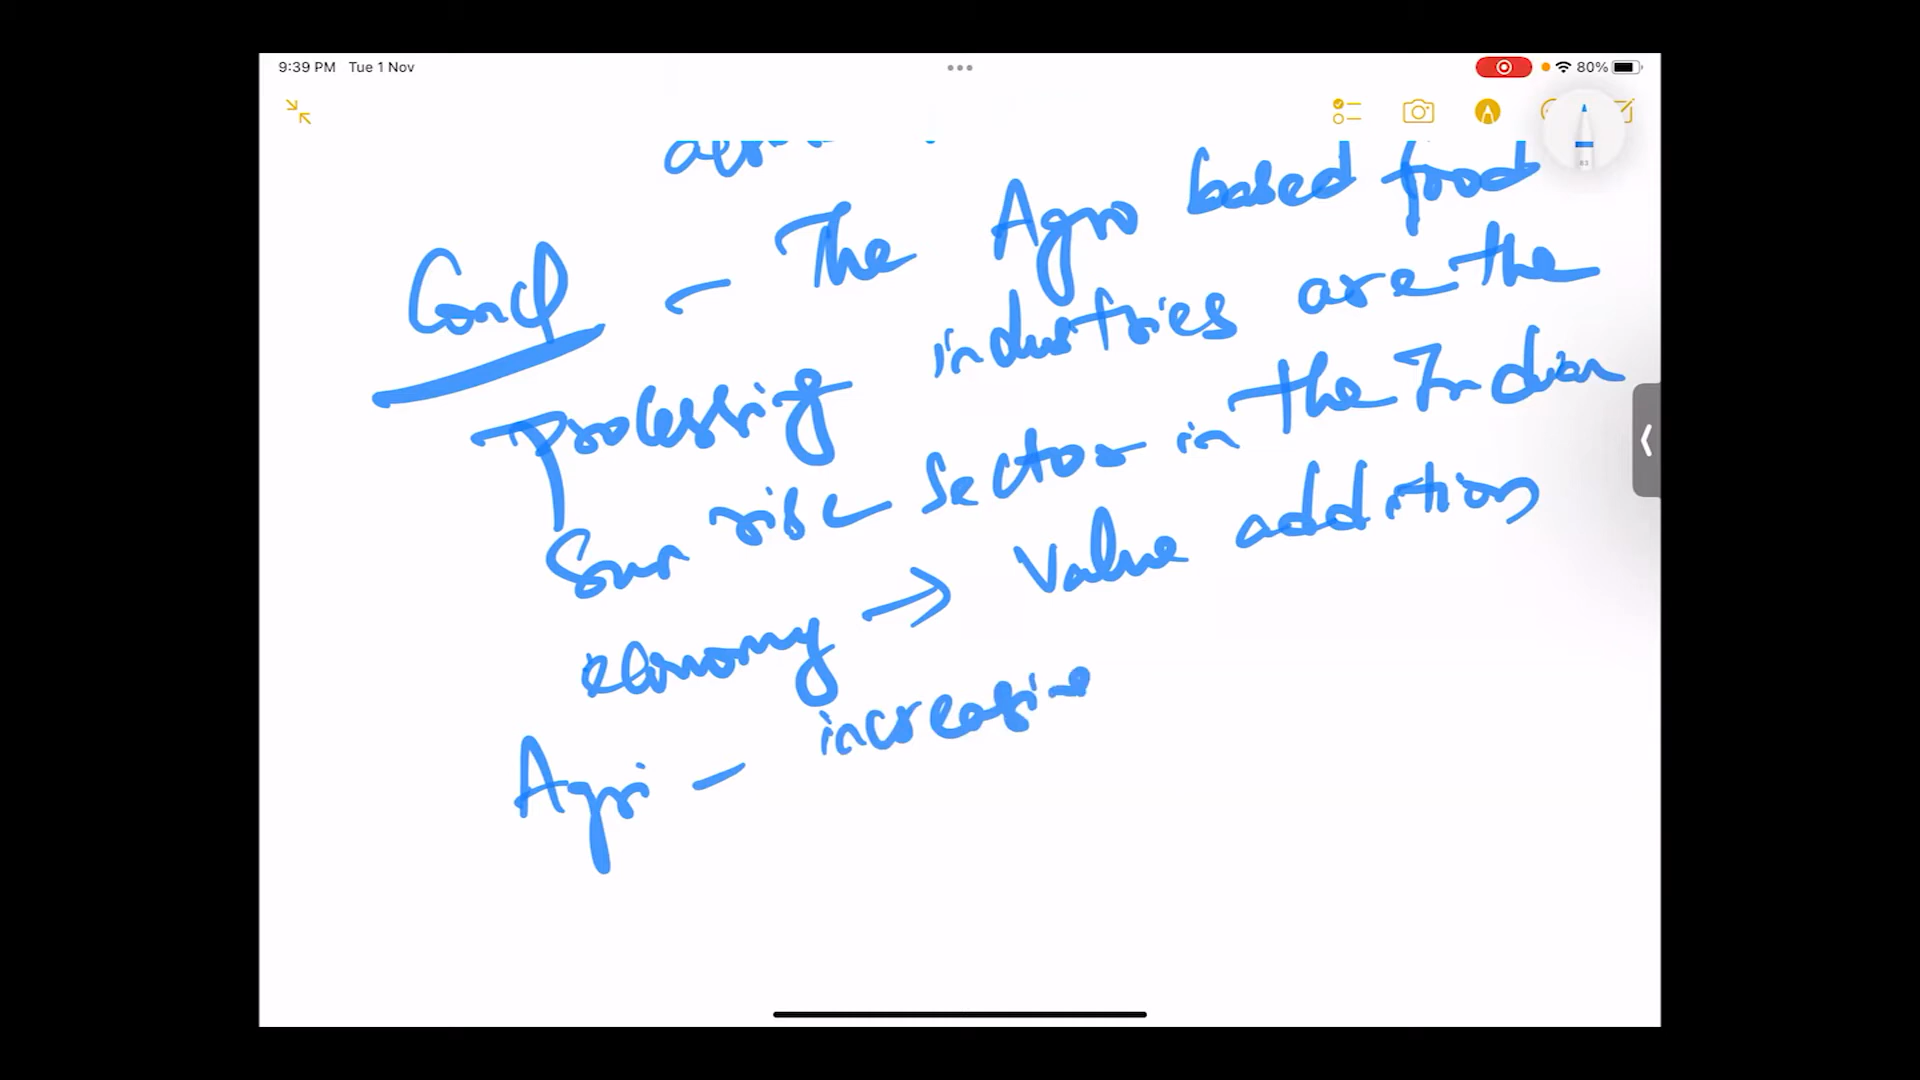 9:39 PM Tue 1 Nov
80%
Concl - The Agro based food
Processing industries are the
Sun rise Sector in the Indian
economy → Value addition
Agri - increasin